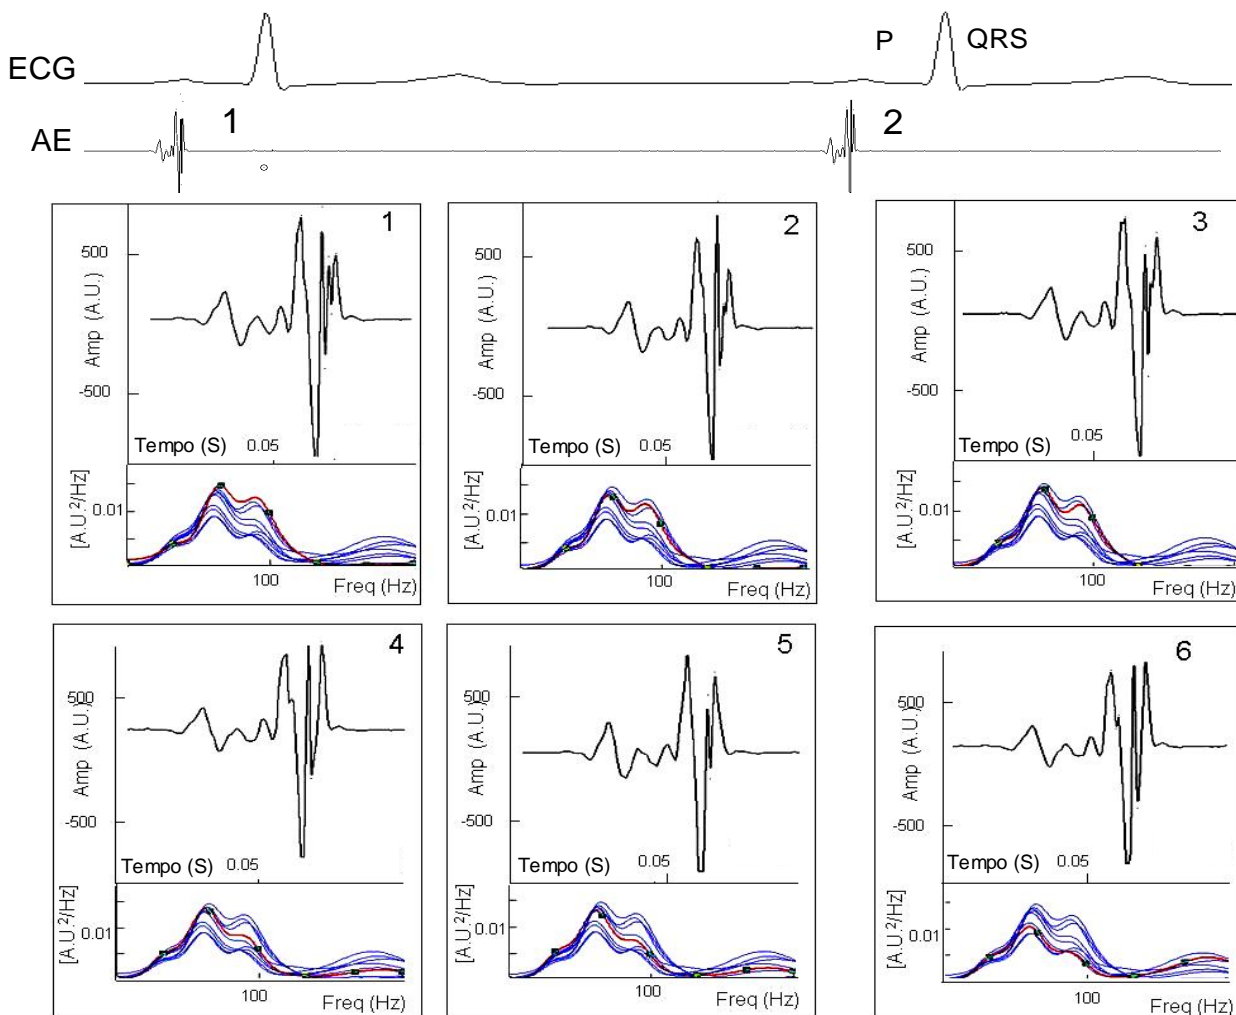 P
QRS
ECG
1
2
AE
1
500
Amp (A.U.)
-500
Tempo (S)
0.05
[A.U.²/Hz]
0.01
100
Freq (Hz)
2
500
Amp (A.U.)
-500
Tempo (S)
0.05
[A.U.²/Hz]
0.01
100
Freq (Hz)
3
500
Amp (A.U.)
-500
Tempo (S)
0.05
[A.U.²/Hz]
0.01
100
Freq (Hz)
4
500
Amp (A.U.)
-500
Tempo (S)
0.05
[A.U.²/Hz]
0.01
100
Freq (Hz)
5
500
Amp (A.U.)
-500
Tempo (S)
0.05
[A.U.²/Hz]
0.01
100
Freq (Hz)
6
500
Amp (A.U.)
-500
Tempo (S)
0.05
[A.U.²/Hz]
0.01
100
Freq (Hz)